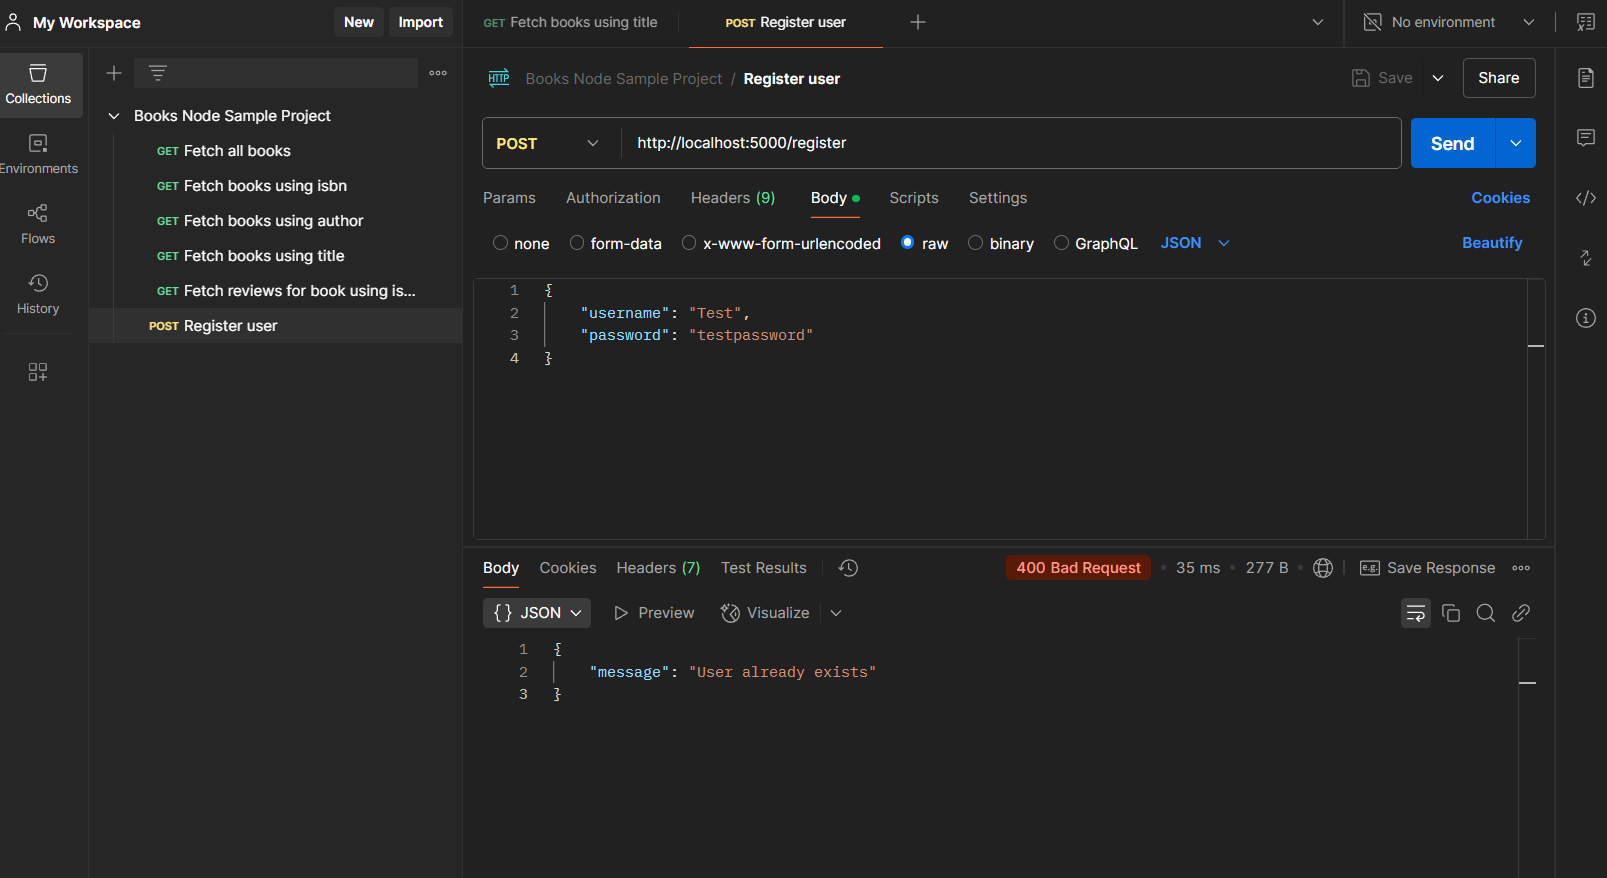 My Workspace
New
Import
GET Fetch books using title
POST Register user
No environment
Collections
Environments
Flows
History
Books Node Sample Project
GET Fetch all books
GET Fetch books using isbn
GET Fetch books using author
GET Fetch books using title
GET Fetch reviews for book using is...
POST Register user
HTTP Books Node Sample Project / Register user
Save
Share
POST
http://localhost:5000/register
Send
Params Authorization Headers (9) Body Scripts Settings Cookies
none form-data x-www-form-urlencoded raw binary GraphQL JSON Beautify
1 {
2 "username": "Test",
3 "password": "testpassword"
4 }
Body Cookies Headers (7) Test Results
400 Bad Request • 35 ms • 277 B •
e.g. Save Response
{} JSON Preview Visualize
1 {
2 "message": "User already exists"
3 }